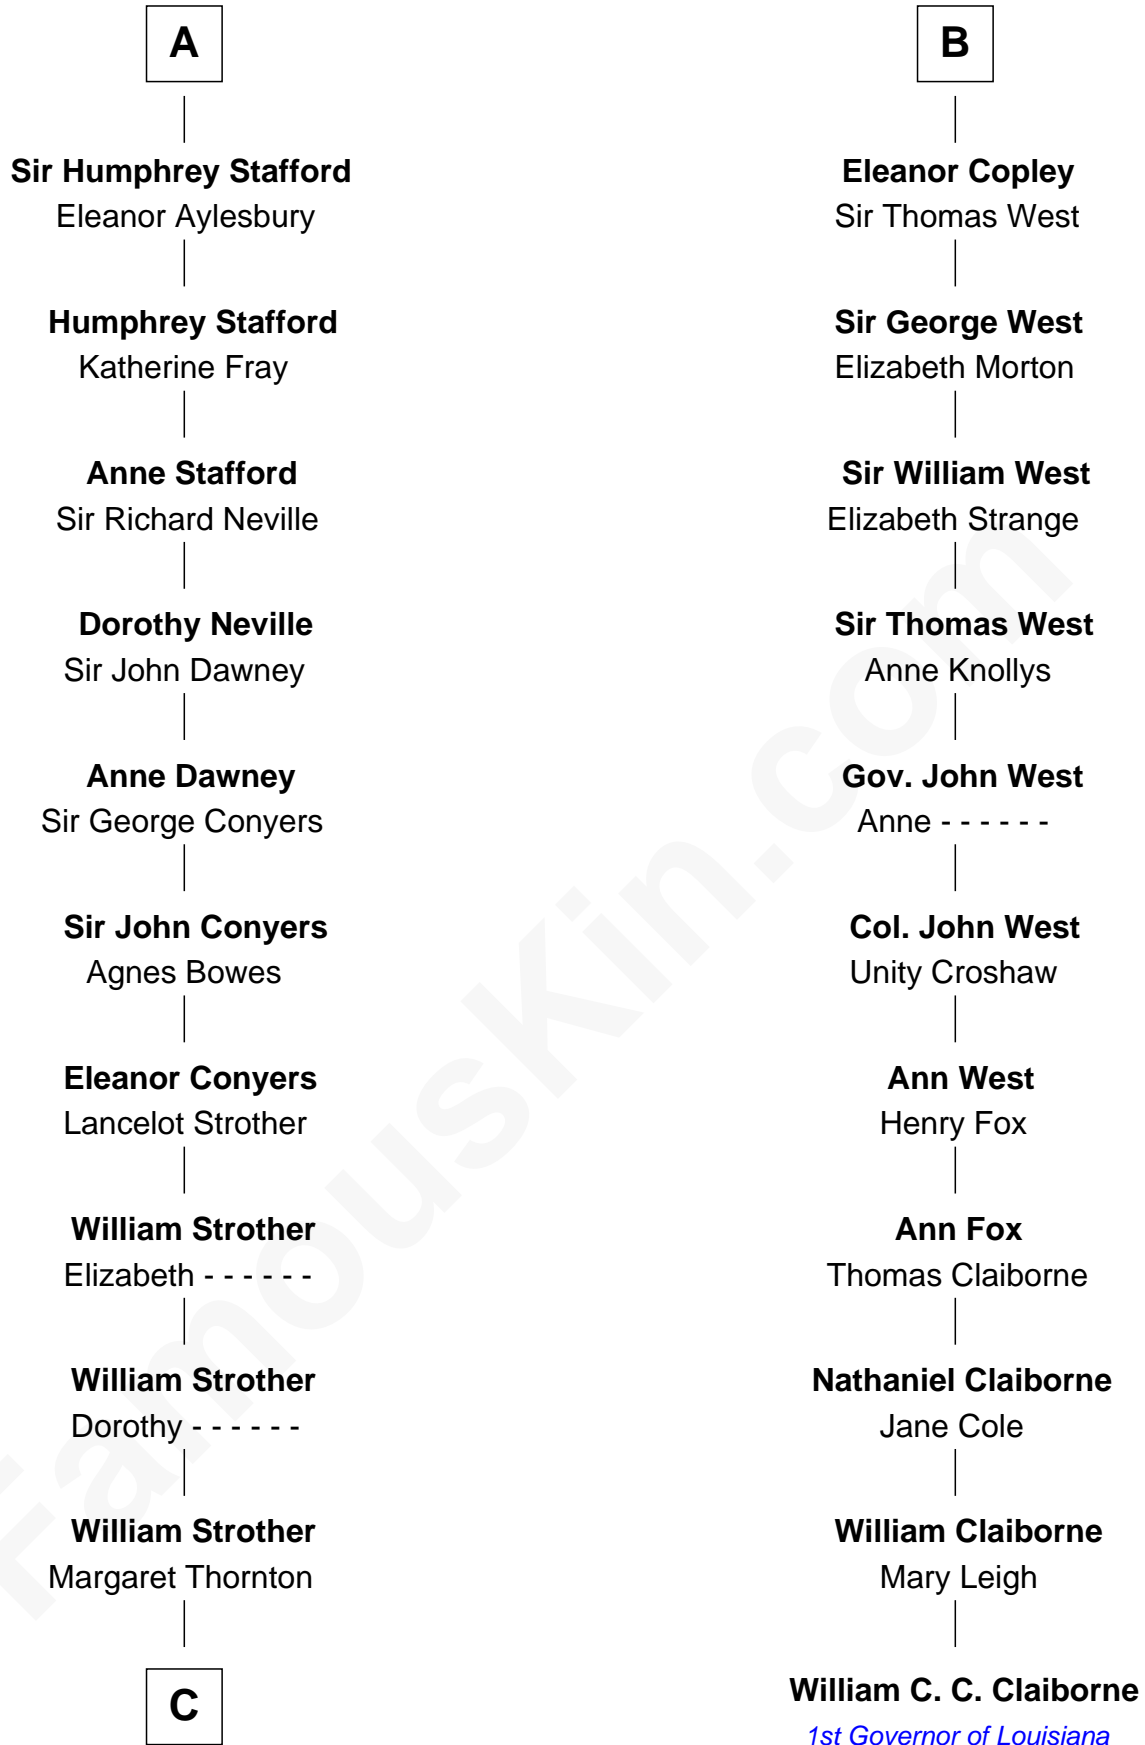 A
Sir Humphrey Stafford
Eleanor Aylesbury
Humphrey Stafford
Katherine Fray
Anne Stafford
Sir Richard Neville
Dorothy Neville
Sir John Dawney
Anne Dawney
Sir George Conyers
Sir John Conyers
Agnes Bowes
Eleanor Conyers
Lancelot Strother
William Strother
Elizabeth - - - - - -
William Strother
Dorothy - - - - - -
William Strother
Margaret Thornton
C
B
Eleanor Copley
Sir Thomas West
Sir George West
Elizabeth Morton
Sir William West
Elizabeth Strange
Sir Thomas West
Anne Knollys
Gov. John West
Anne - - - - - -
Col. John West
Unity Croshaw
Ann West
Henry Fox
Ann Fox
Thomas Claiborne
Nathaniel Claiborne
Jane Cole
William Claiborne
Mary Leigh
William C. C. Claiborne
1st Governor of Louisiana
FamousKin.com